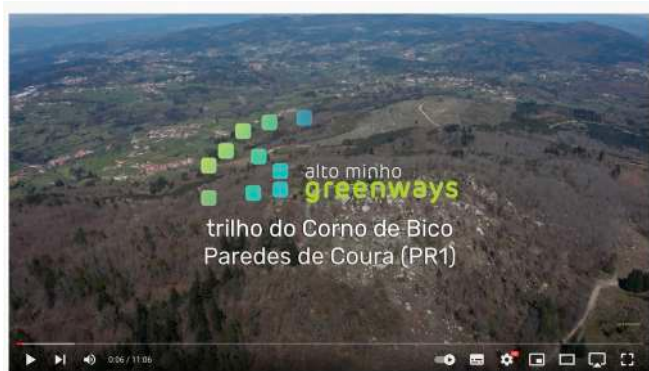 alto minho
greenways
trilho do Corno de Bico
Paredes de Coura (PR1)
0:06 / 11:06